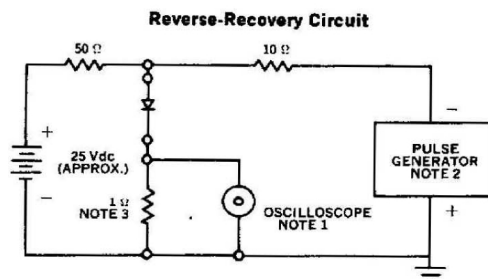 Reverse-Recovery Circuit
50 Ω
10 Ω
+
25 Vdc
(APPROX.)
−
1 Ω
NOTE 3
OSCILLOSCOPE
NOTE 1
−
PULSE
GENERATOR
NOTE 2
+